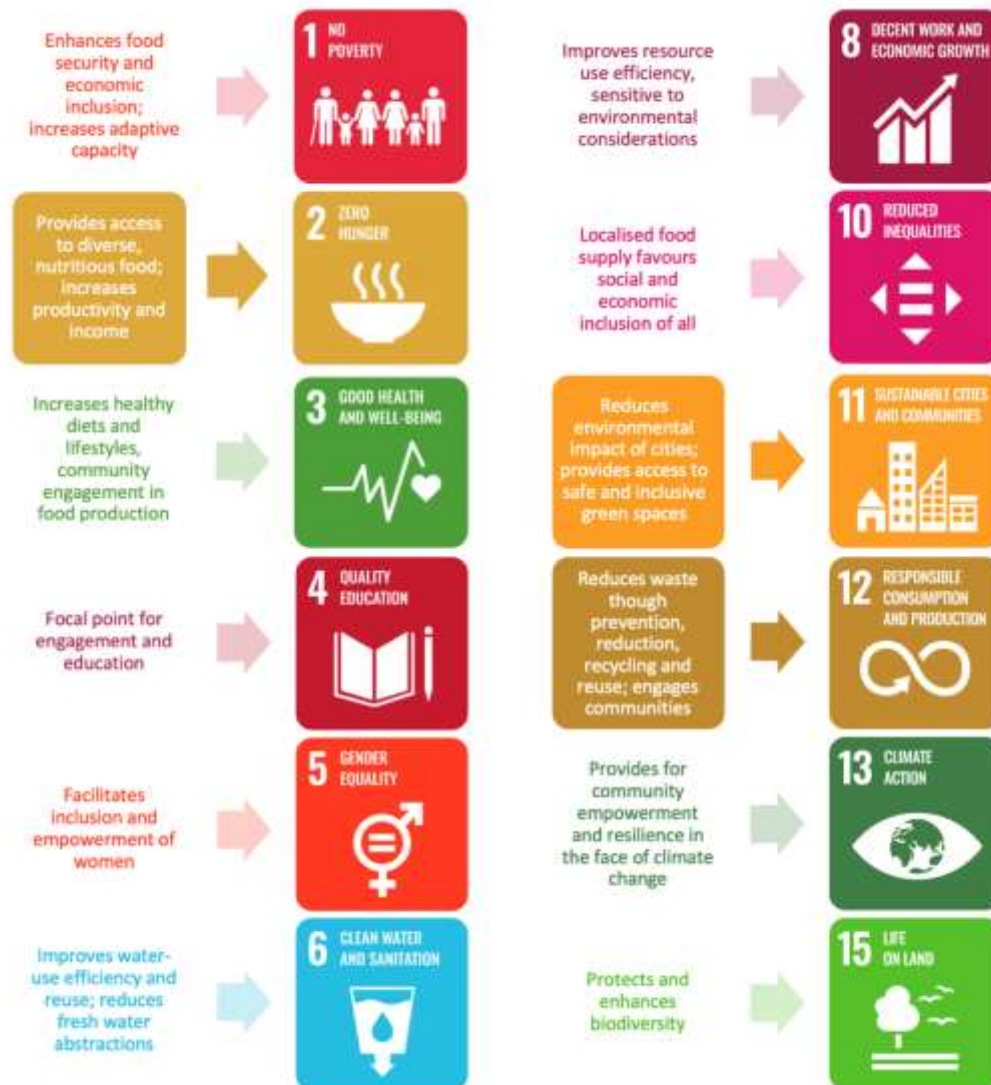 Enhances food
security and
economic
inclusion;
increases adaptive
capacity
1 NO
POVERTY
Provides access
to diverse,
nutritious food;
increases
productivity and
income
2 ZERO
HUNGER
Increases healthy
diets and
lifestyles,
community
engagement in
food production
3 GOOD HEALTH
AND WELL-BEING
Focal point for
engagement and
education
4 QUALITY
EDUCATION
Facilitates
inclusion and
empowerment of
women
5 GENDER
EQUALITY
Improves water-
use efficiency and
reuse; reduces
fresh water
abstractions
6 CLEAN WATER
AND SANITATION
Improves resource
use efficiency,
sensitive to
environmental
considerations
8 DECENT WORK AND
ECONOMIC GROWTH
Localised food
supply favours
social and
economic
inclusion of all
10 REDUCED
INEQUALITIES
Reduces
environmental
impact of cities;
provides access to
safe and inclusive
green spaces
11 SUSTAINABLE CITIES
AND COMMUNITIES
Reduces waste
though
prevention,
reduction,
recycling and
reuse; engages
communities
12 RESPONSIBLE
CONSUMPTION
AND PRODUCTION
Provides for
community
empowerment
and resilience in
the face of climate
change
13 CLIMATE
ACTION
Protects and
enhances
biodiversity
15 LIFE
ON LAND